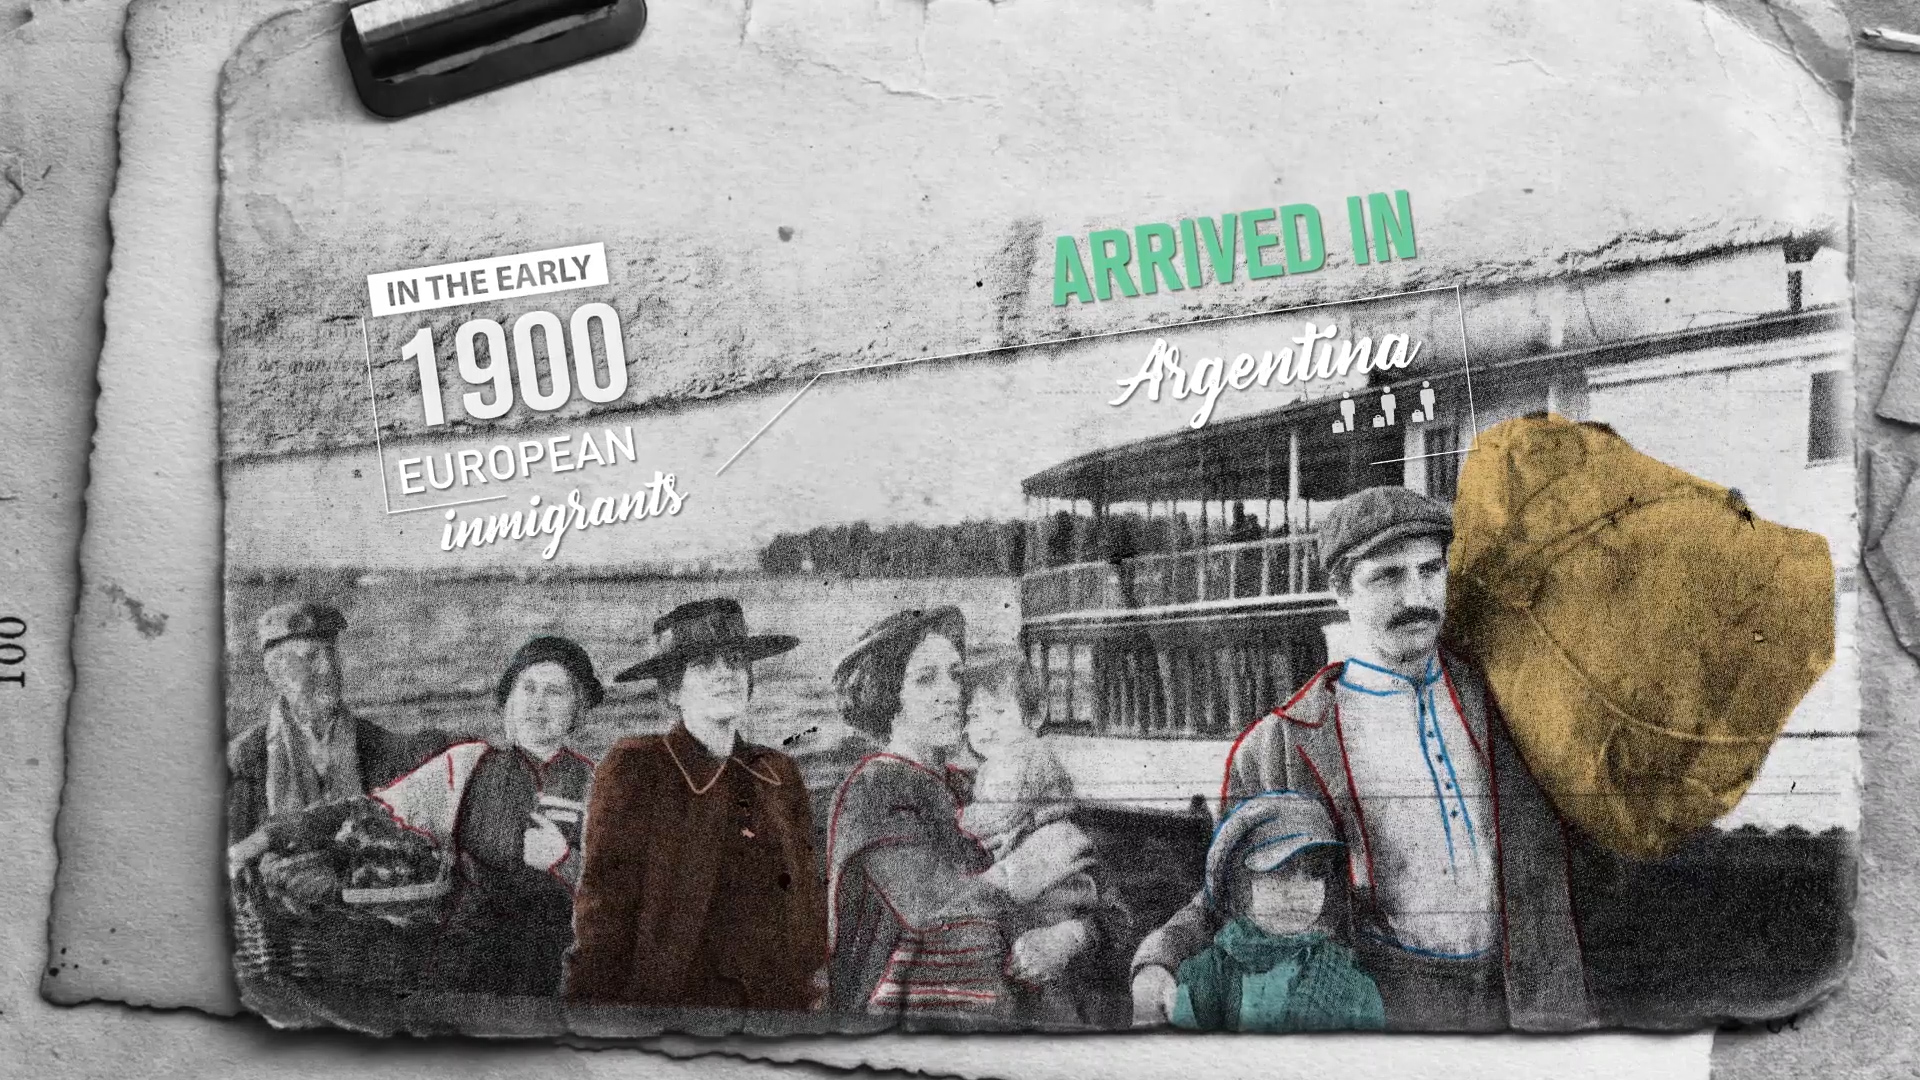 IN THE EARLY
1900
EUROPEAN
inmigrants
ARRIVED IN
Argentina
100